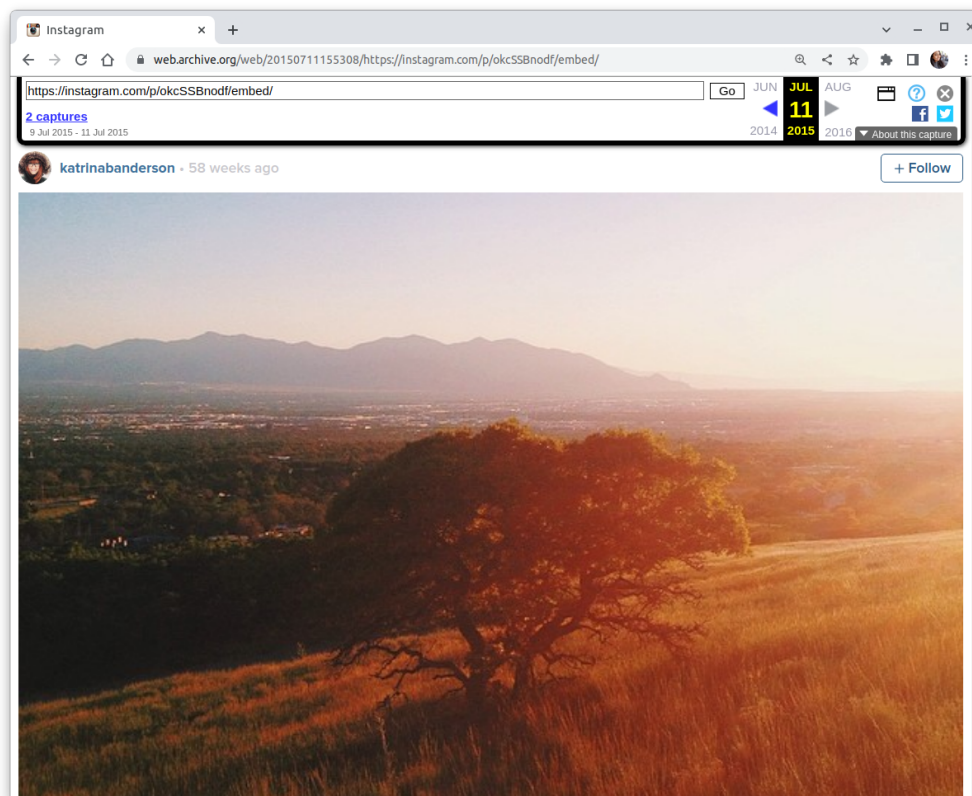 Instagram
web.archive.org/web/20150711155308/https://instagram.com/p/okcSSBnodf/embed/
https://instagram.com/p/okcSSBnodf/embed/ Go JUN JUL AUG
2 captures 11
9 Jul 2015 - 11 Jul 2015 2014 2015 2016 About this capture
katrinabanderson • 58 weeks ago + Follow